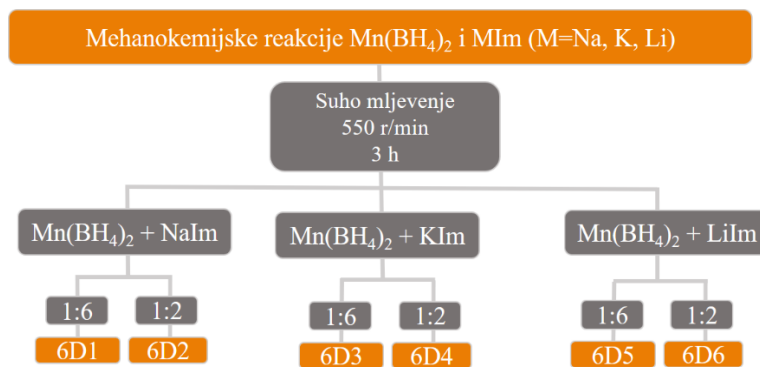 Mehanokemijske reakcije Mn(BH₄)₂ i MIm (M=Na, K, Li)
Suho mljevenje
550 r/min
3 h
Mn(BH₄)₂ + NaIm
Mn(BH₄)₂ + KIm
Mn(BH₄)₂ + LiIm
1:6
1:2
1:6
1:2
1:6
1:2
6D1
6D2
6D3
6D4
6D5
6D6